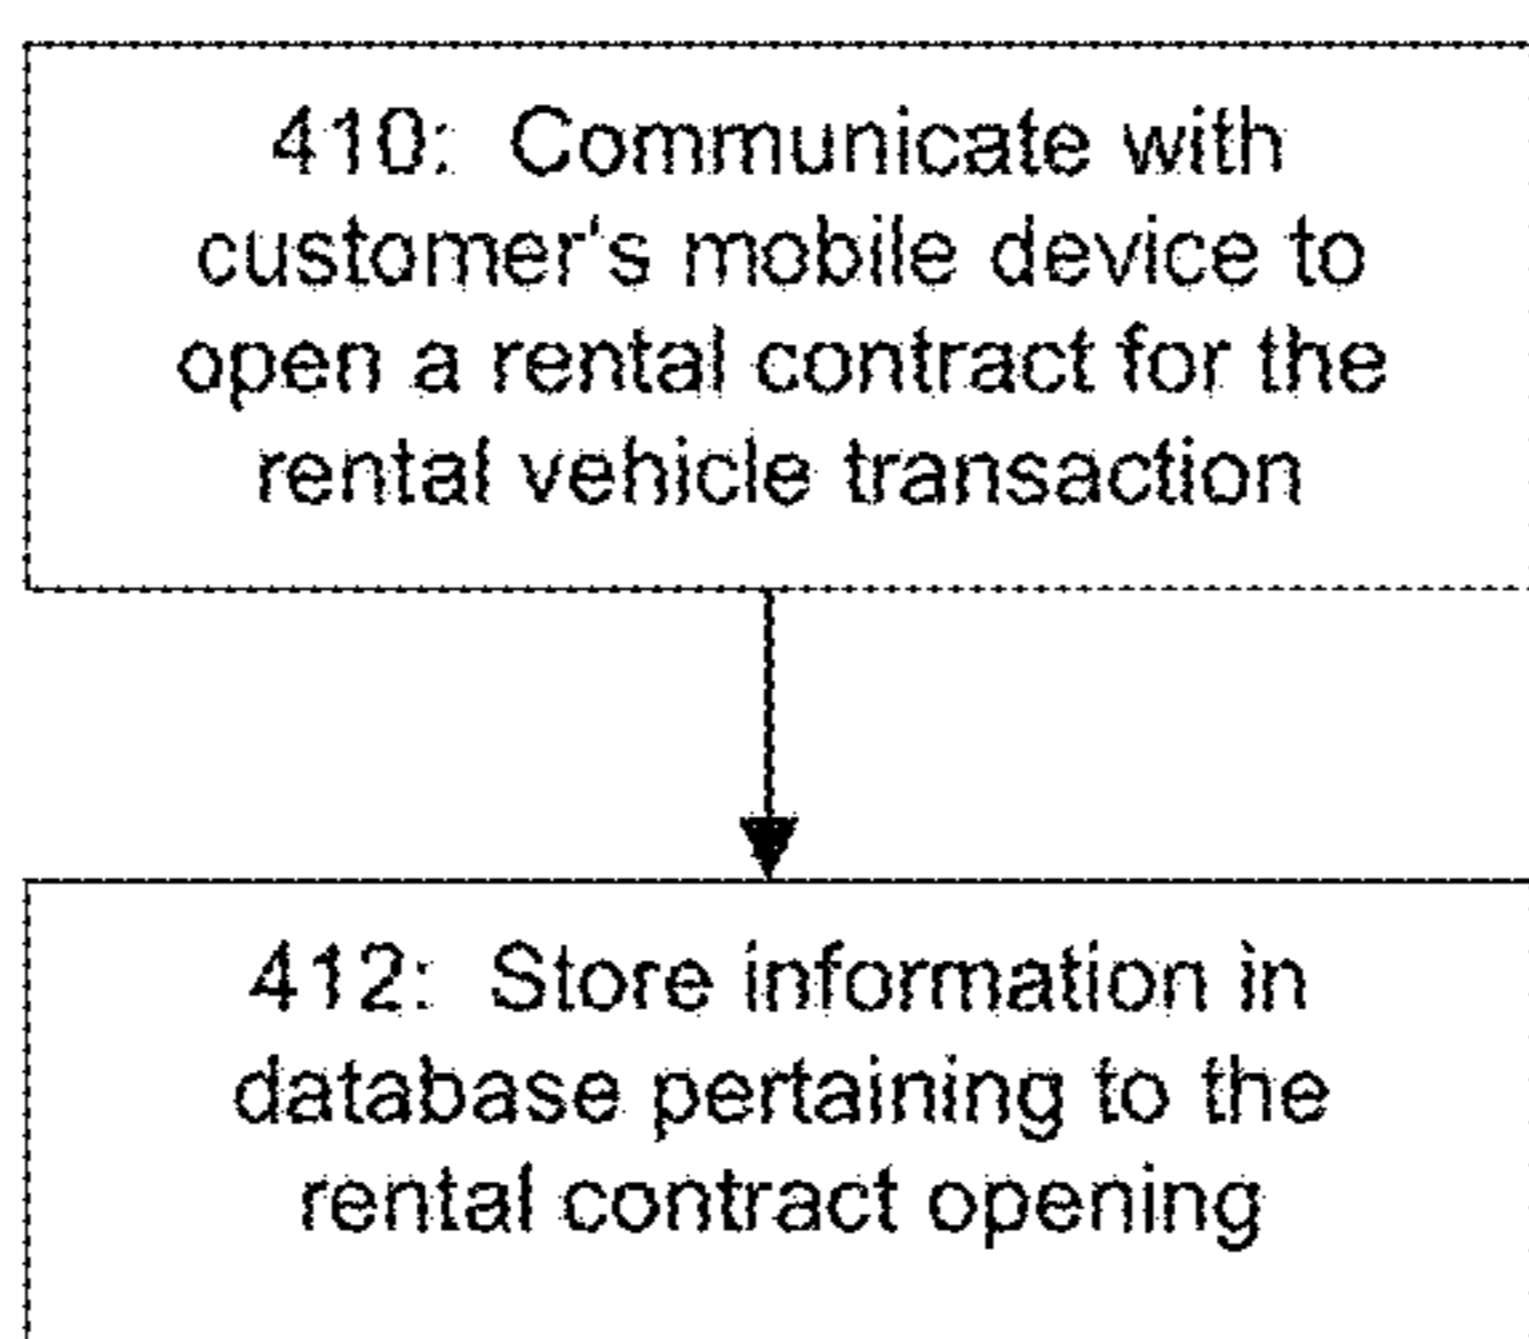 410: Communicate with
customer's mobile device to
open a rental contract for the
rental vehicle transaction
412: Store information in
database pertaining to the
rental contract opening